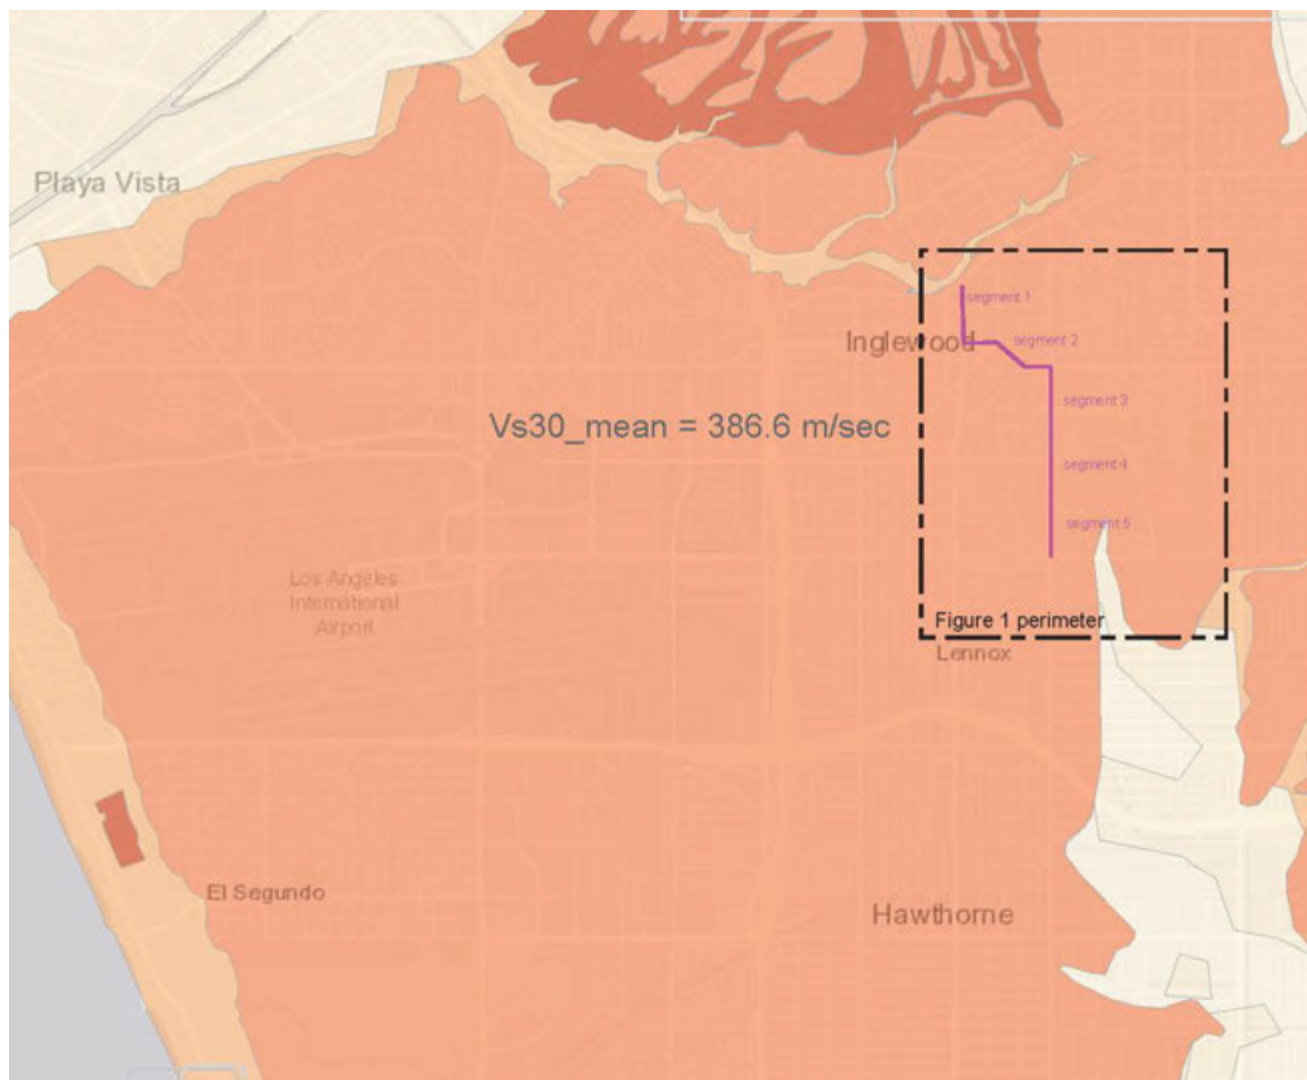 Playa Vista
segment 1
Inglewood
segment 2
segment 3
Vs30_mean = 386.6 m/sec
segment 4
segment 5
Los Angeles
International
Airport
Figure 1 perimeter
Lennox
El Segundo
Hawthorne